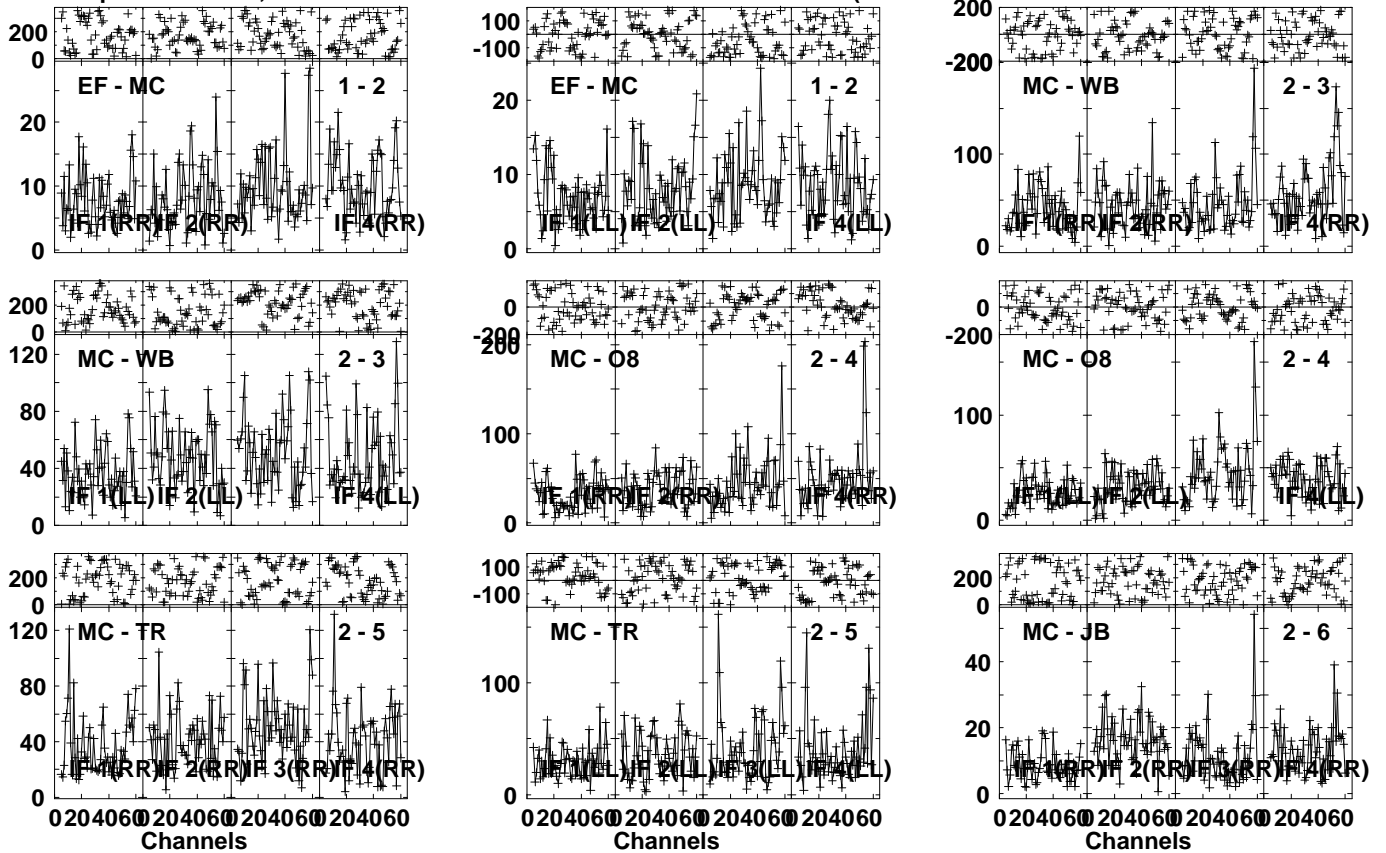 200
0
EF - MC 1 - 2
20
10
0
IF 1(RR) IF 2(RR) IF 4(RR)
100
-100
EF - MC 1 - 2
20
10
0
IF 1(LL) IF 2(LL) IF 4(LL)
200
-200
MC - WB 2 - 3
100
0
IF 1(RR) IF 2(RR) IF 4(RR)
200
0
MC - WB 2 - 3
120
80
40
0
IF 1(LL) IF 2(LL) IF 4(LL)
0
-200
200
MC - O8 2 - 4
100
0
IF 1(RR) IF 2(RR) IF 4(RR)
0
-200
MC - O8 2 - 4
100
0
IF 1(LL) IF 2(LL) IF 4(LL)
200
0
MC - TR 2 - 5
120
80
40
0
IF 1(RR) IF 2(RR) IF 3(RR) IF 4(RR)
0 20 40 60 0 20 40 60 0 20 40 60 0 20 40 60
Channels
100
-100
MC - TR 2 - 5
100
0
IF 1(LL) IF 2(LL) IF 3(LL) IF 4(LL)
0 20 40 60 0 20 40 60 0 20 40 60 0 20 40 60
Channels
200
0
MC - JB 2 - 6
40
20
0
IF 1(RR) IF 2(RR) IF 3(RR) IF 4(RR)
0 20 40 60 0 20 40 60 0 20 40 60 0 20 40 60
Channels